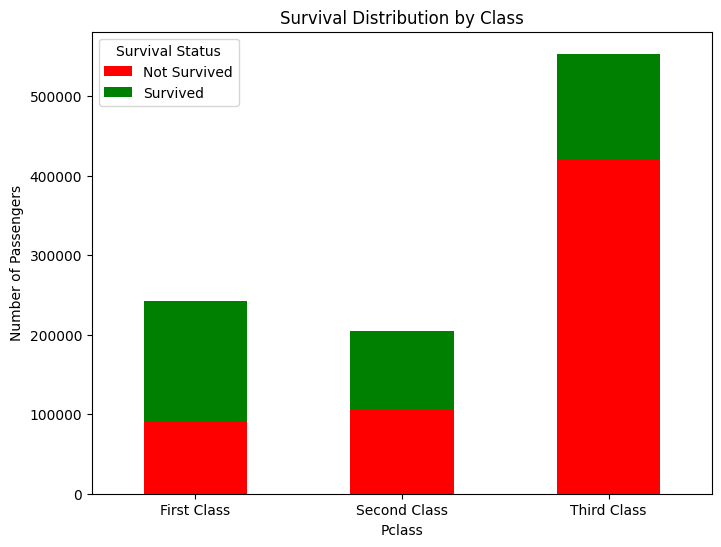 Survival Distribution by Class
Survival Status
Not Survived
Survived
Number of Passengers
500000
400000
300000
200000
100000
0
First Class
Second Class
Third Class
Pclass